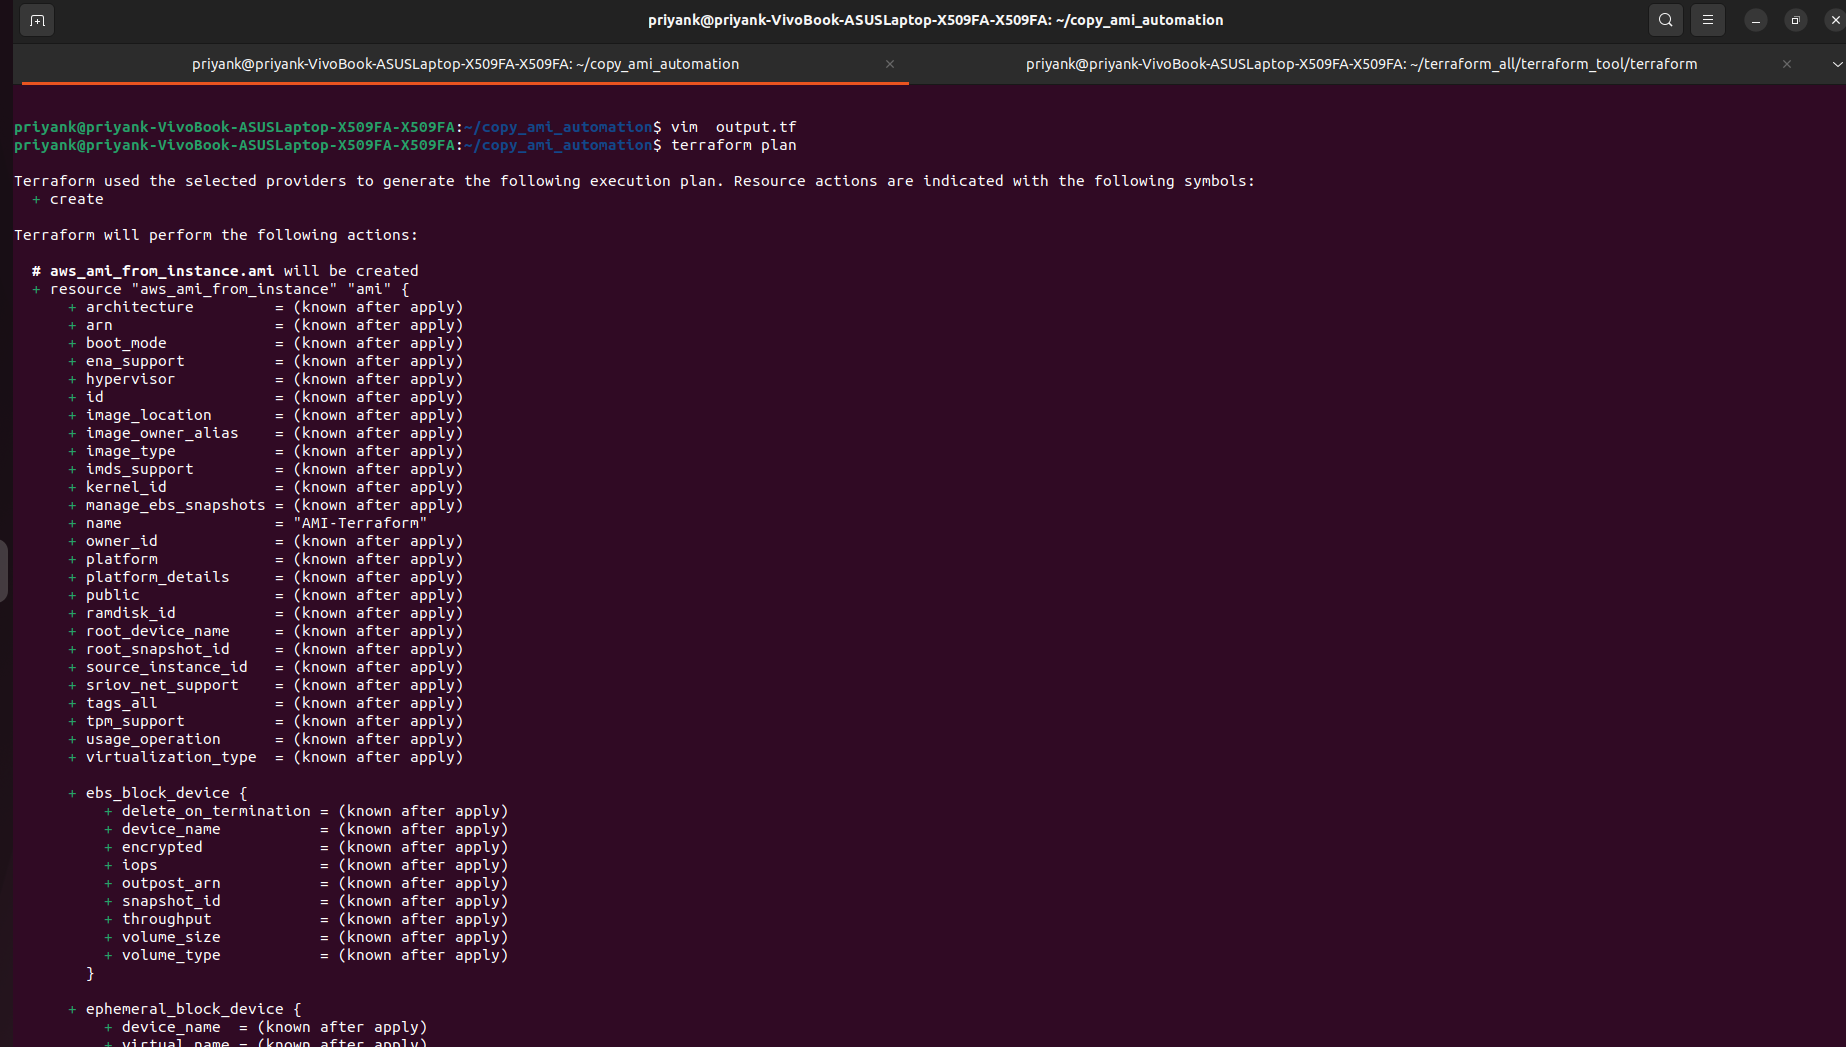 priyank@priyank-VivoBook-ASUSLaptop-X509FA-X509FA: ~/copy_ami_automation
priyank@priyank-VivoBook-ASUSLaptop-X509FA-X509FA: ~/copy_ami_automation
priyank@priyank-VivoBook-ASUSLaptop-X509FA-X509FA: ~/terraform_all/terraform_tool/terraform
priyank@priyank-VivoBook-ASUSLaptop-X509FA-X509FA:~/copy_ami_automation$ vim  output.tf
priyank@priyank-VivoBook-ASUSLaptop-X509FA-X509FA:~/copy_ami_automation$ terraform plan
Terraform used the selected providers to generate the following execution plan. Resource actions are indicated with the following symbols:
  + create
Terraform will perform the following actions:
  # aws_ami_from_instance.ami will be created
  + resource "aws_ami_from_instance" "ami" {
      + architecture         = (known after apply)
      + arn                  = (known after apply)
      + boot_mode            = (known after apply)
      + ena_support          = (known after apply)
      + hypervisor           = (known after apply)
      + id                   = (known after apply)
      + image_location       = (known after apply)
      + image_owner_alias    = (known after apply)
      + image_type           = (known after apply)
      + imds_support         = (known after apply)
      + kernel_id            = (known after apply)
      + manage_ebs_snapshots = (known after apply)
      + name                 = "AMI-Terraform"
      + owner_id             = (known after apply)
      + platform             = (known after apply)
      + platform_details     = (known after apply)
      + public               = (known after apply)
      + ramdisk_id           = (known after apply)
      + root_device_name     = (known after apply)
      + root_snapshot_id     = (known after apply)
      + source_instance_id   = (known after apply)
      + sriov_net_support    = (known after apply)
      + tags_all             = (known after apply)
      + tpm_support          = (known after apply)
      + usage_operation      = (known after apply)
      + virtualization_type  = (known after apply)
      + ebs_block_device {
          + delete_on_termination = (known after apply)
          + device_name           = (known after apply)
          + encrypted             = (known after apply)
          + iops                  = (known after apply)
          + outpost_arn           = (known after apply)
          + snapshot_id           = (known after apply)
          + throughput            = (known after apply)
          + volume_size           = (known after apply)
          + volume_type           = (known after apply)
        }
      + ephemeral_block_device {
          + device_name  = (known after apply)
          + virtual_name = (known after apply)